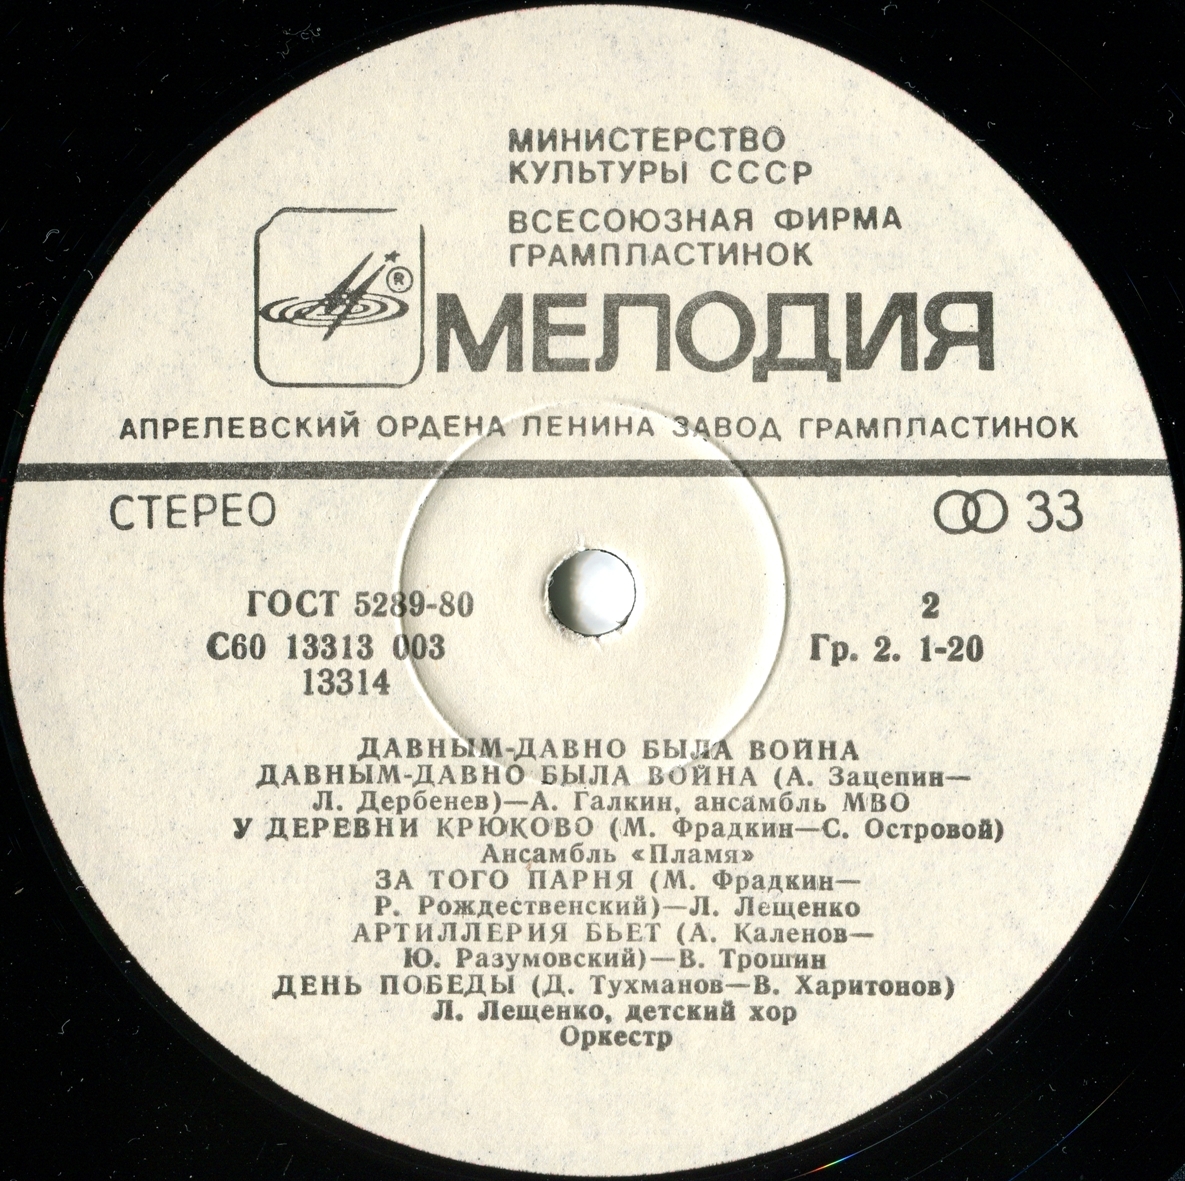 МИНИСТЕРСТВО
КУЛЬТУРЫ СССР
ВСЕСОЮЗНАЯ ФИРМА
ГРАМПЛАСТИНОК
®
МЕЛОДИЯ
АПРЕЛЕВСКИЙ ОРДЕНА ЛЕНИНА ЗАВОД ГРАМПЛАСТИНОК
СТЕРЕО 33
ГОСТ 5289-80 2
С60 13313 003 Гр. 2. 1-20
13314
ДАВНЫМ-ДАВНО БЫЛА ВОЙНА
ДАВНЫМ-ДАВНО БЫЛА ВОЙНА (А. Зацепин—
Л. Дербенев)—А. Галкин, ансамбль МВО
У ДЕРЕВНИ КРЮКОВО (М. Фрадкин—С. Островой)
Ансамбль «Пламя»
ЗА ТОГО ПАРНЯ (М. Фрадкин—
Р. Рождественский)—Л. Лещенко
АРТИЛЛЕРИЯ БЬЕТ (А. Каленов—
Ю. Разумовский)—В. Трошин
ДЕНЬ ПОБЕДЫ (Д. Тухманов—В. Харитонов)
Л. Лещенко, детский хор
Оркестр